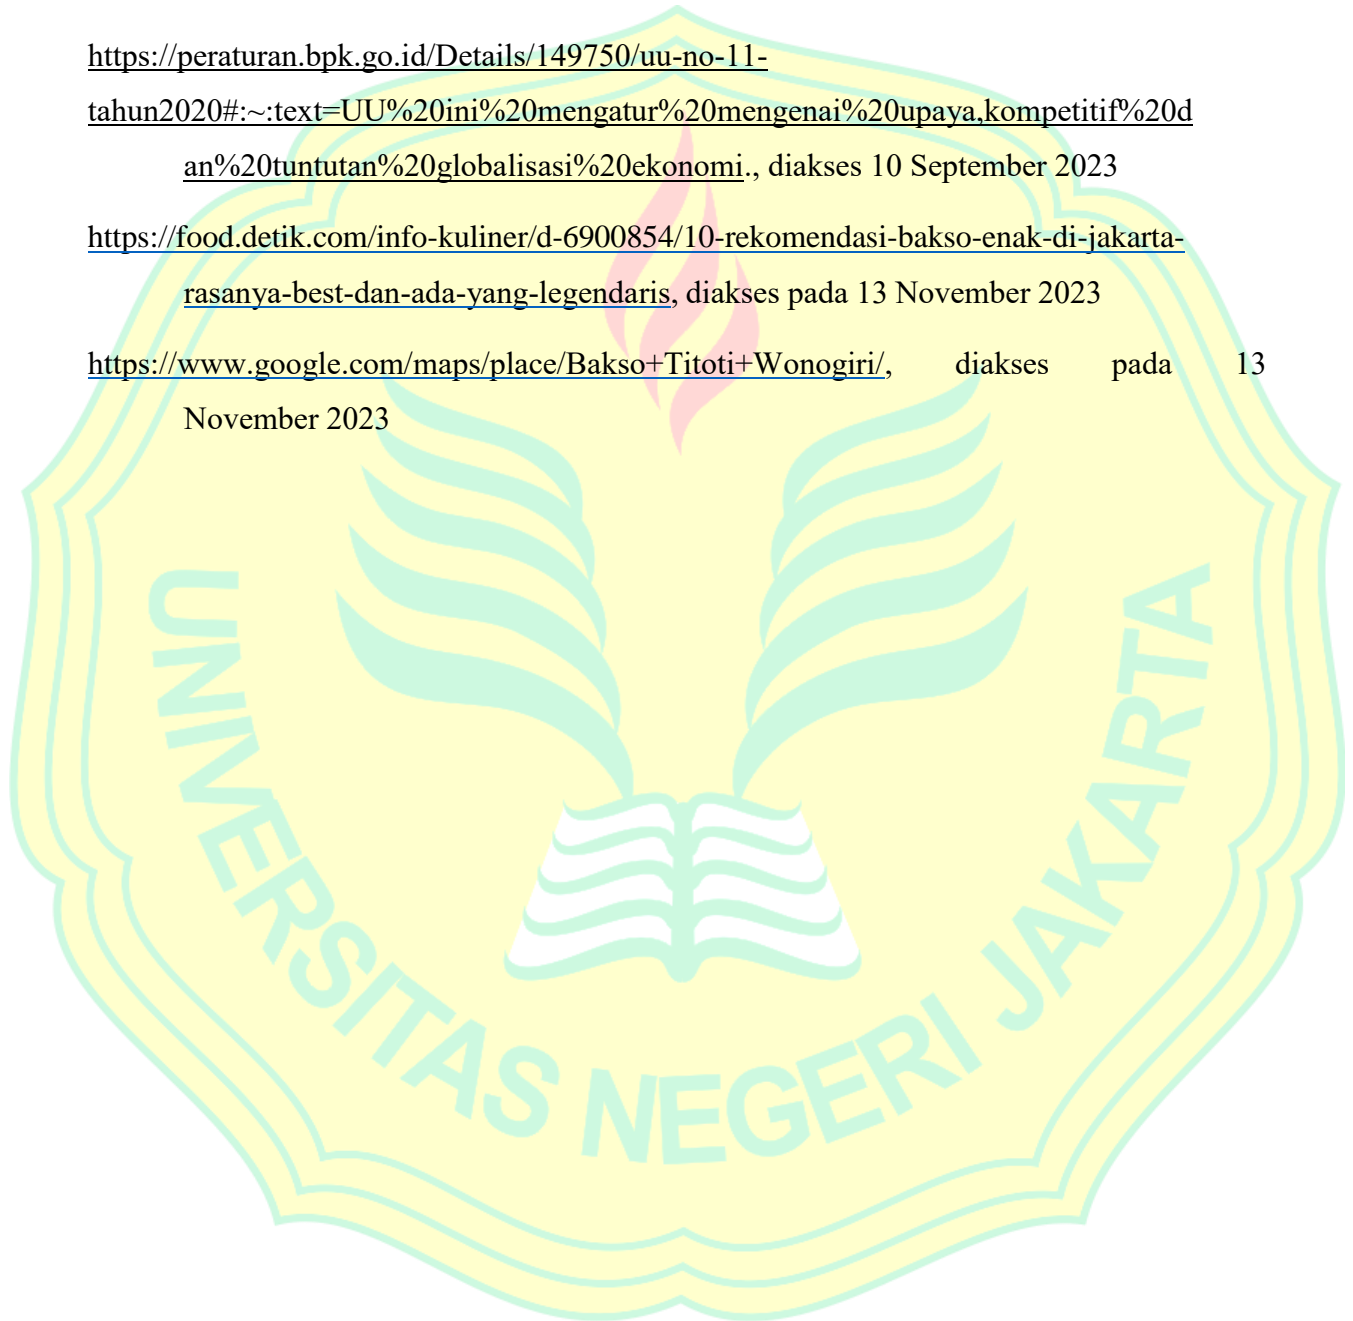 https://peraturan.bpk.go.id/Details/149750/uu-no-11-
tahun2020#:~:text=UU%20ini%20mengatur%20mengenai%20upaya,kompetitif%20d
an%20tuntutan%20globalisasi%20ekonomi., diakses 10 September 2023
https://food.detik.com/info-kuliner/d-6900854/10-rekomendasi-bakso-enak-di-jakarta-
rasanya-best-dan-ada-yang-legendaris, diakses pada 13 November 2023
https://www.google.com/maps/place/Bakso+Titoti+Wonogiri/, diakses pada 13
November 2023
UNIVERSITAS NEGERI JAKARTA